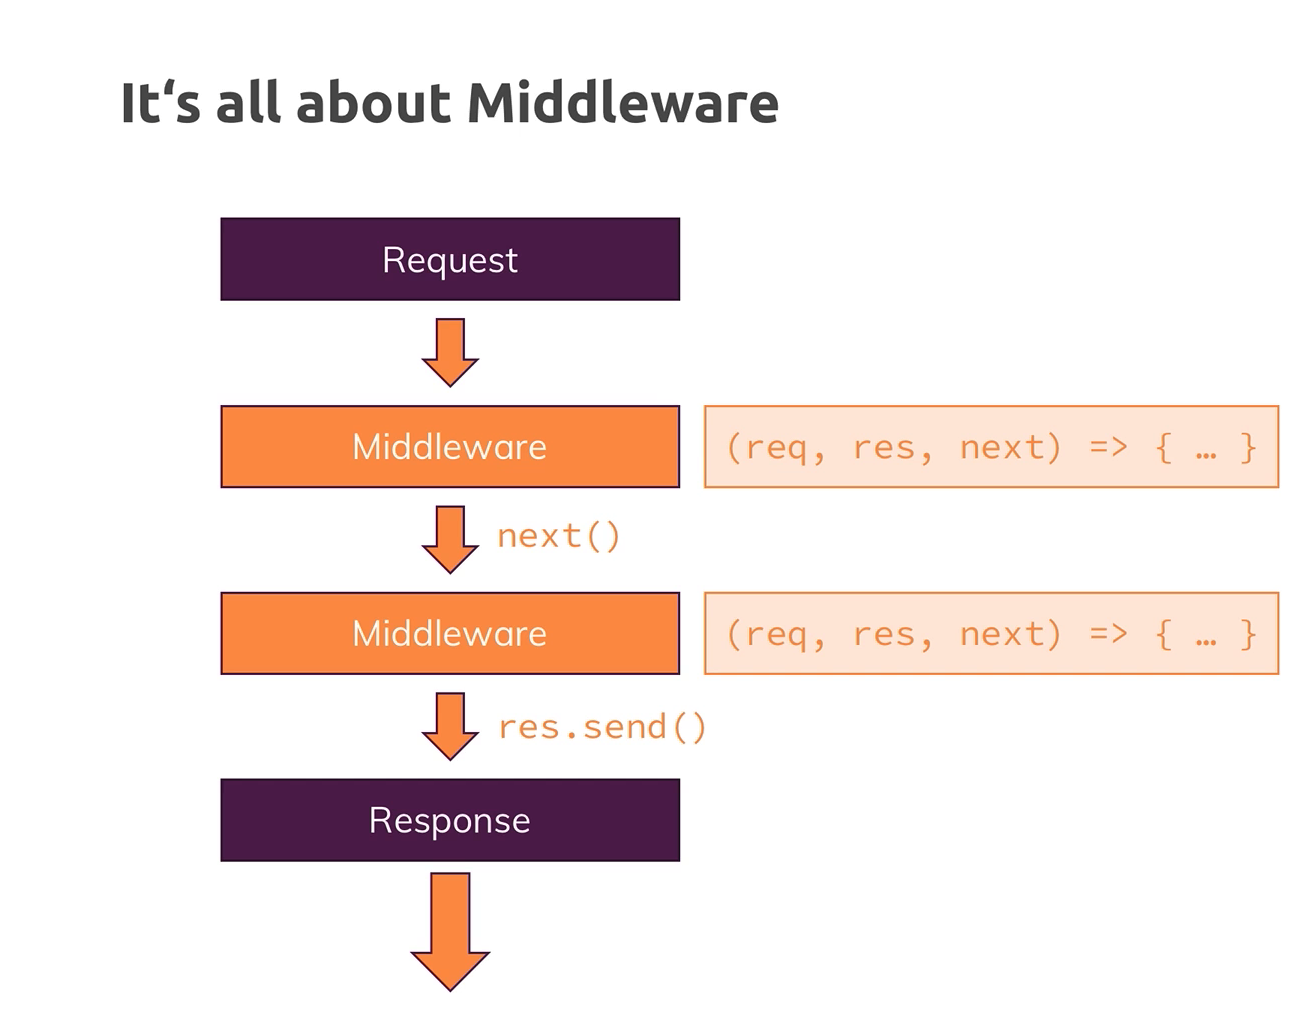 It‘s all about Middleware
Request
Middleware
(req, res, next) => { … }
next()
Middleware
(req, res, next) => { … }
res.send()
Response